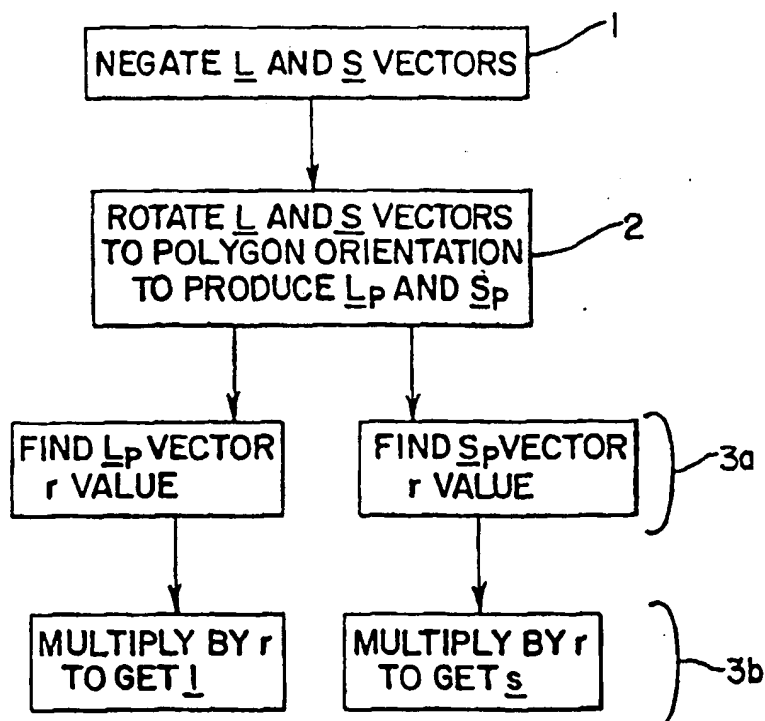 1
NEGATE L AND S VECTORS
2
ROTATE L AND S VECTORS
TO POLYGON ORIENTATION
TO PRODUCE Lp AND Sp
FIND Lp VECTOR
r VALUE
FIND Sp VECTOR
r VALUE
3a
MULTIPLY BY r
TO GET l
MULTIPLY BY r
TO GET s
3b